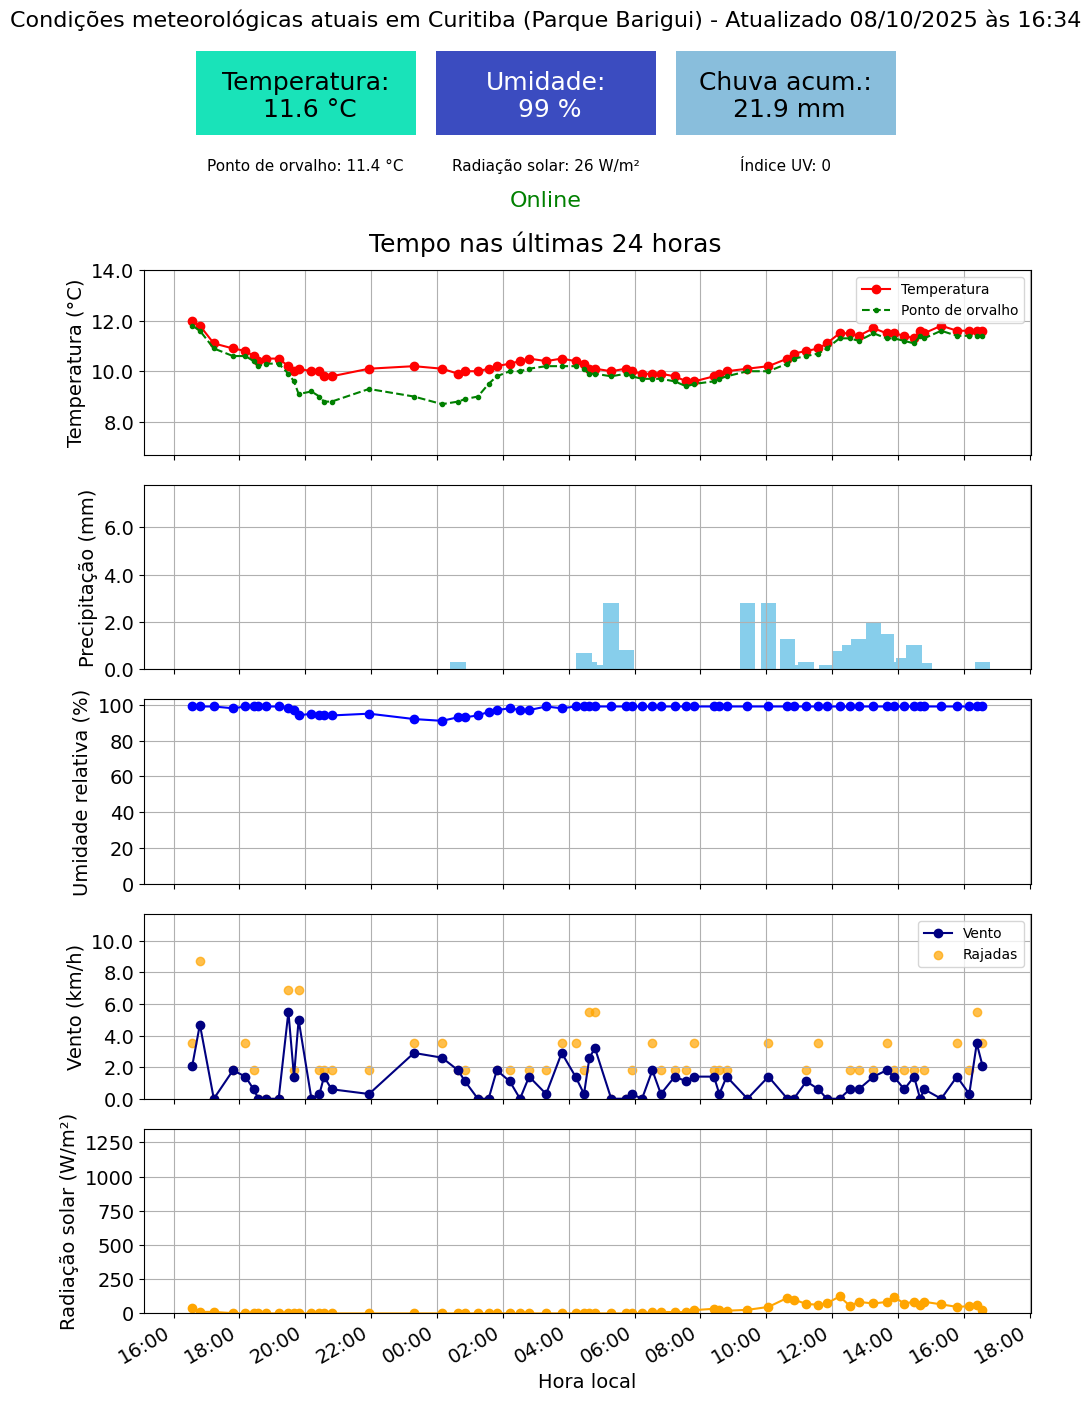 Condições meteorológicas atuais em Curitiba (Parque Barigui) - Atualizado 08/10/2025 às 16:34
Temperatura:
11.6 °C
Umidade:
99 %
Chuva acum.:
21.9 mm
Ponto de orvalho: 11.4 °C
Radiação solar: 26 W/m²
Índice UV: 0
Online
Tempo nas últimas 24 horas
Temperatura (°C)
14.0
12.0
10.0
8.0
Temperatura
Ponto de orvalho
Precipitação (mm)
6.0
4.0
2.0
0.0
Umidade relativa (%)
100
80
60
40
20
0
Vento (km/h)
10.0
8.0
6.0
4.0
2.0
0.0
Vento
Rajadas
Radiação solar (W/m²)
1250
1000
750
500
250
0
16:00
18:00
20:00
22:00
00:00
02:00
04:00
06:00
08:00
10:00
12:00
14:00
16:00
18:00
Hora local